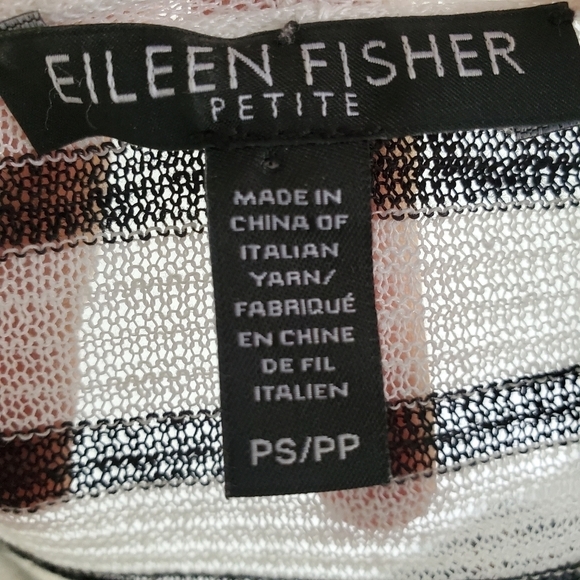 EILEEN FISHER
PETITE
MADE IN
CHINA OF
ITALIAN
YARN/
FABRIQUÉ
EN CHINE
DE FIL
ITALIEN
PS/PP